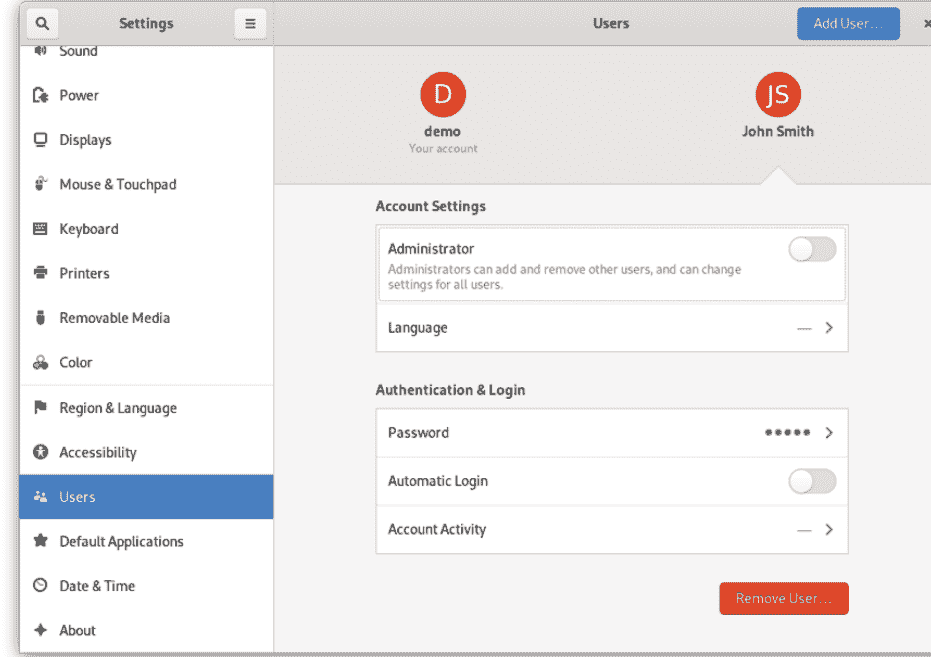 Settings
Users
Add User…
Sound
Power
Displays
Mouse & Touchpad
Keyboard
Printers
Removable Media
Color
Region & Language
Accessibility
Users
Default Applications
Date & Time
About
D
demo
Your account
JS
John Smith
Account Settings
Administrator
Administrators can add and remove other users, and can change
settings for all users.
Language —
Authentication & Login
Password •••••
Automatic Login
Account Activity —
Remove User…